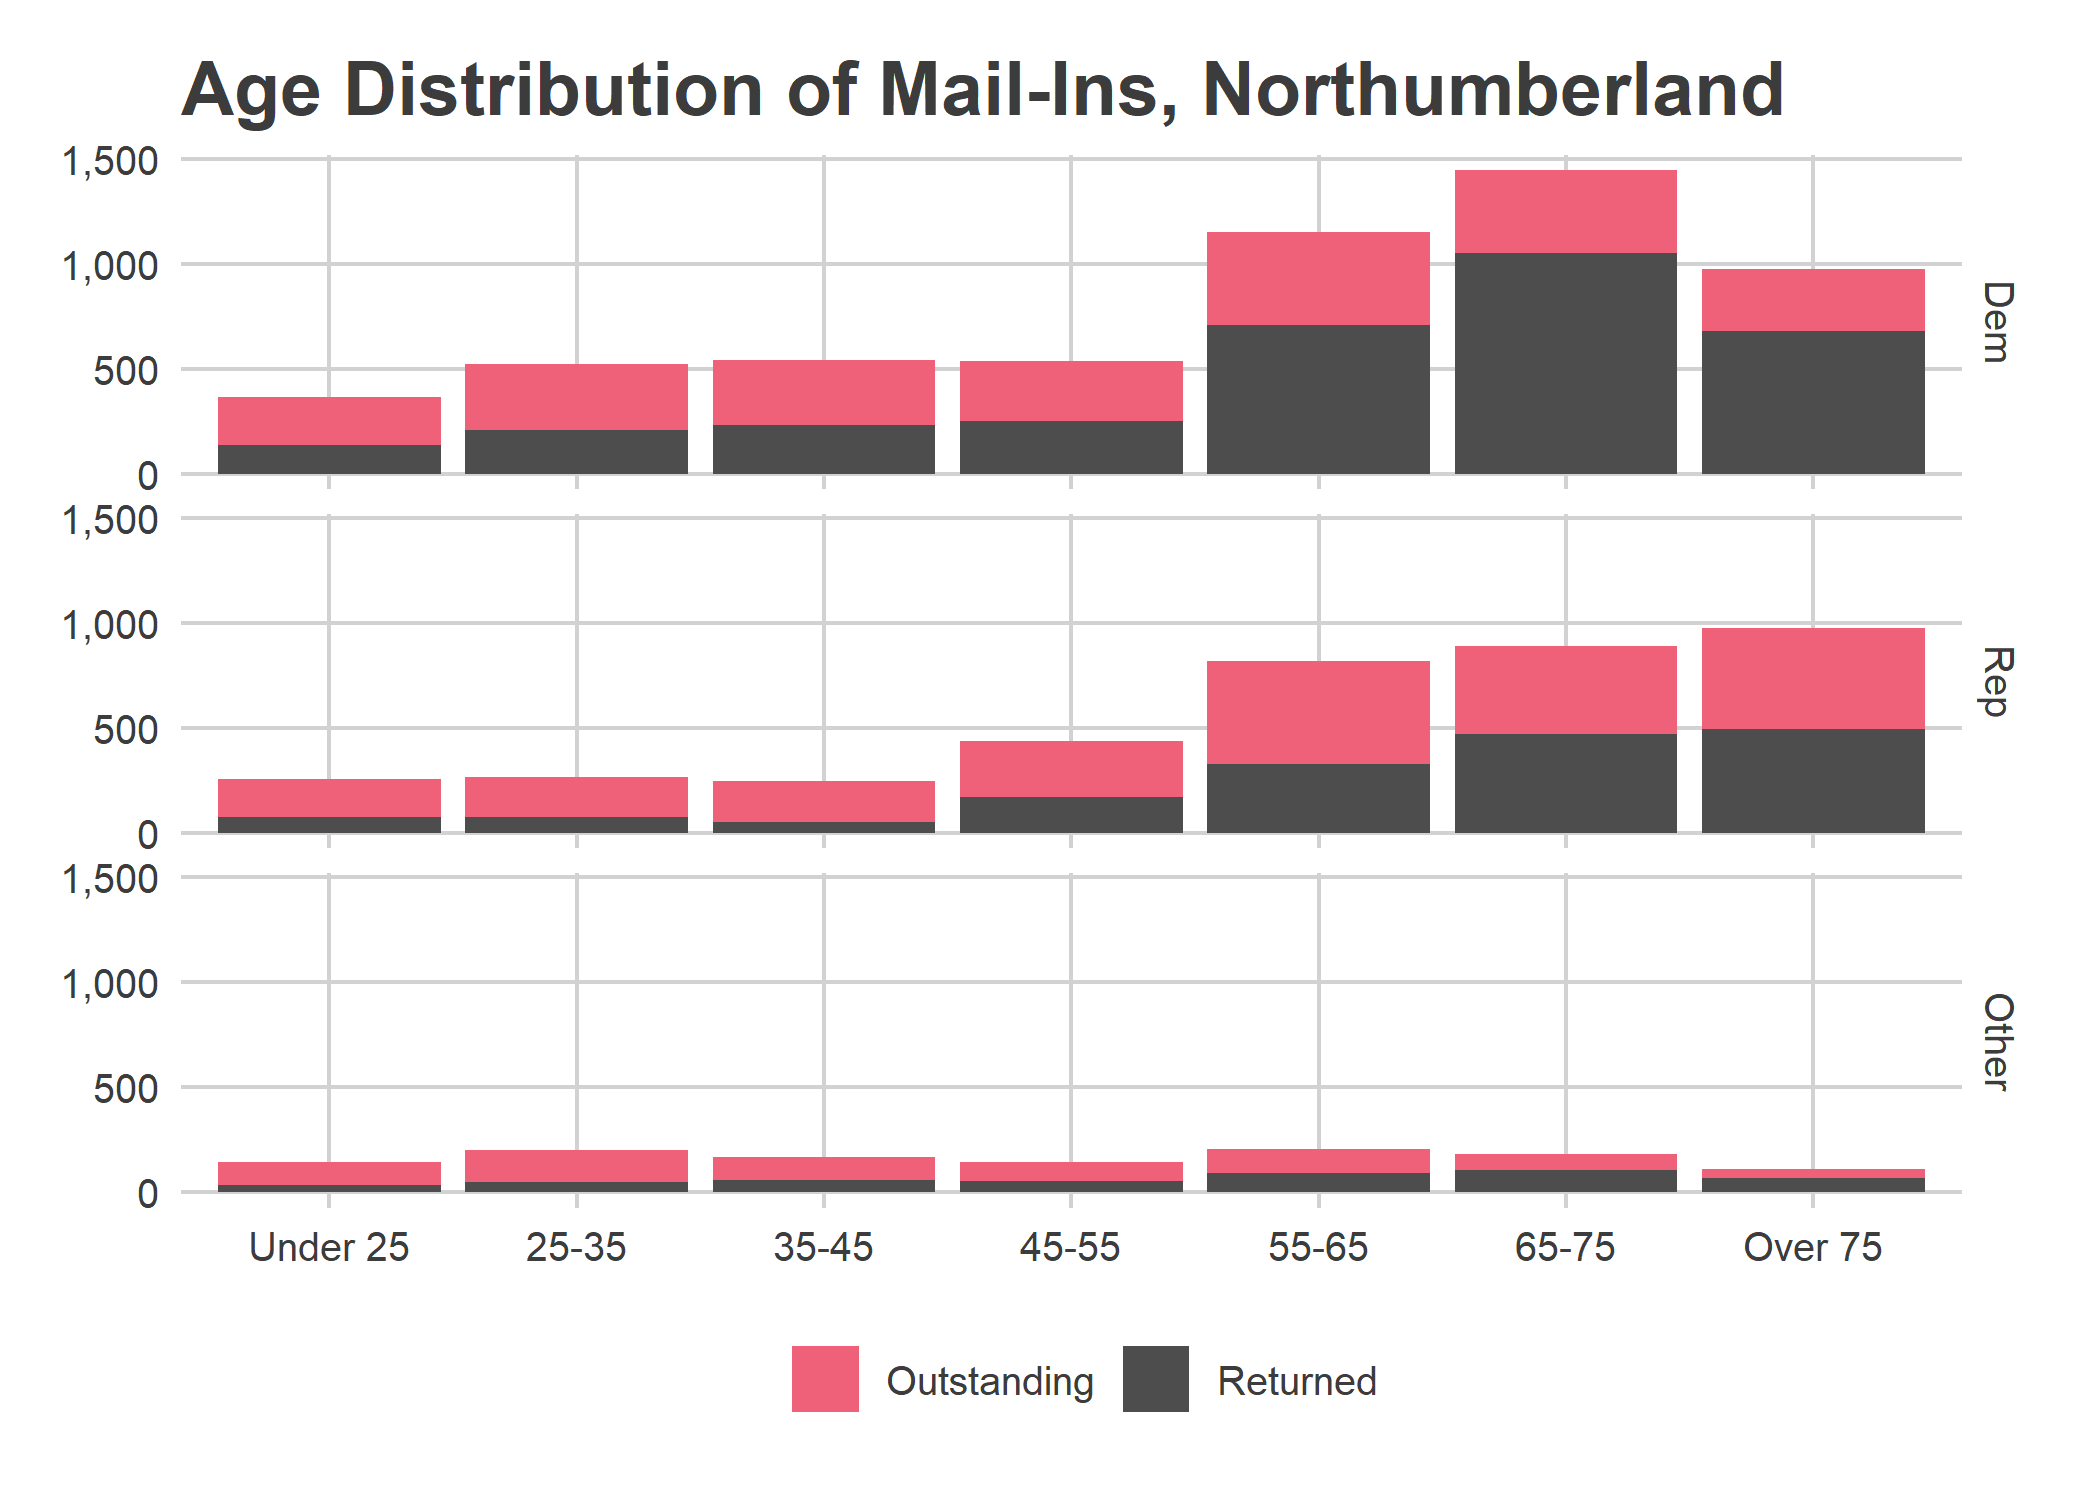 Age Distribution of Mail-Ins, Northumberland
1,500
1,000
500
0
Dem
1,500
1,000
500
0
Rep
1,500
1,000
500
0
Other
Under 25 25-35 35-45 45-55 55-65 65-75 Over 75
Outstanding Returned